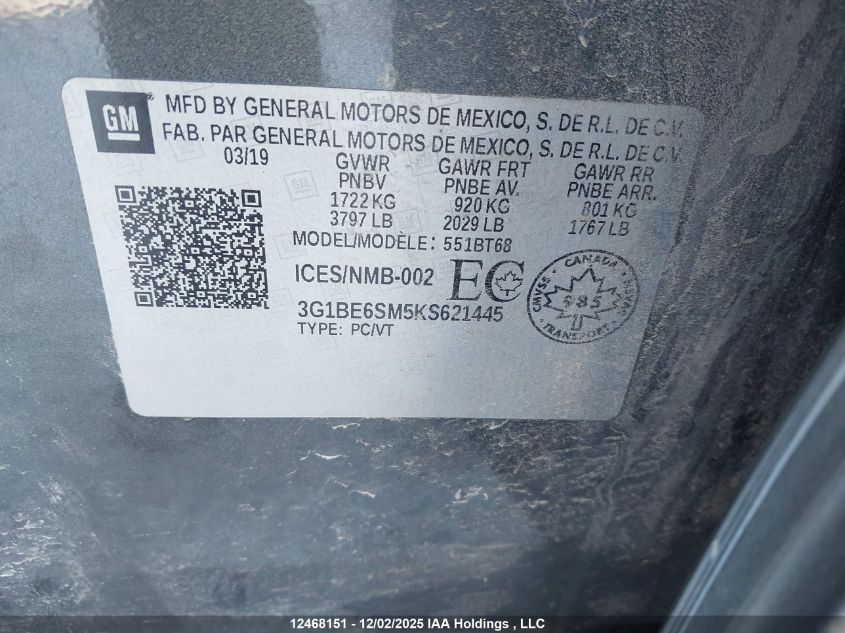 GM®
MFD BY GENERAL MOTORS DE MEXICO, S. DE R.L. DE C.V.
FAB. PAR GENERAL MOTORS DE MEXICO, S. DE R.L. DE C.V.
03/19
GVWR GAWR FRT GAWR RR
PNBV PNBE AV. PNBE ARR.
1722 KG 920 KG 801 KG
3797 LB 2029 LB 1767 LB
MODEL/MODÈLE: 551BT68
ICES/NMB-002 EC
CANADA
CMVSS 985 NSVAC
TRANSPORT
3G1BE6SM5KS621445
TYPE: PC/VT
12468151 - 12/02/2025 IAA Holdings , LLC